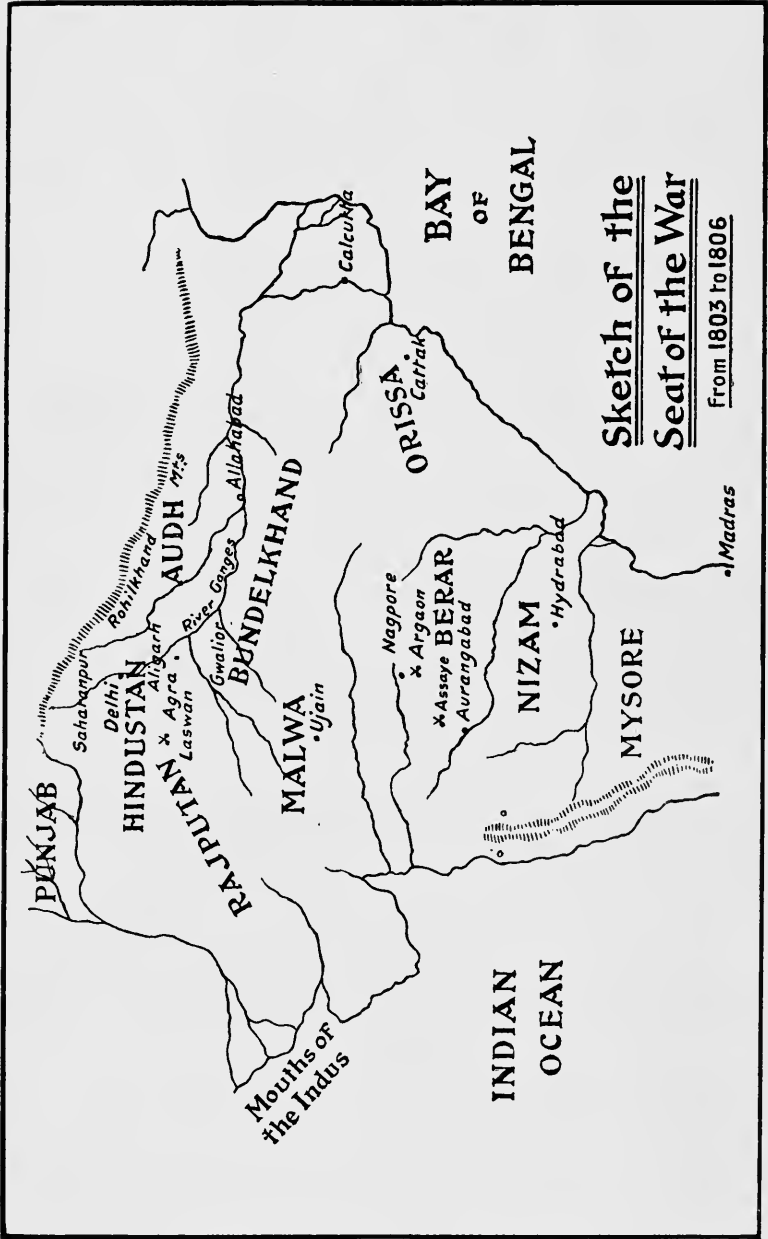 PUNJAB
Saharanpur
Delhi
HINDUSTAN
Aligarh
Agra
Laswan
RAJPUTAN
Rohilkhand
Mts
AUDH
River Ganges
Gwalior
Allahabad
BUNDELKHAND
MALWA
Ujain
Calcutta
ORISSA
Cattak
Nagpore
Argaon
Assaye
BERAR
Aurangabad
NIZAM
Hydrabad
MYSORE
Madras
Mouths of
the Indus
INDIAN
OCEAN
BAY
OF
BENGAL
Sketch of the
Seat of the War
From 1803 to 1806